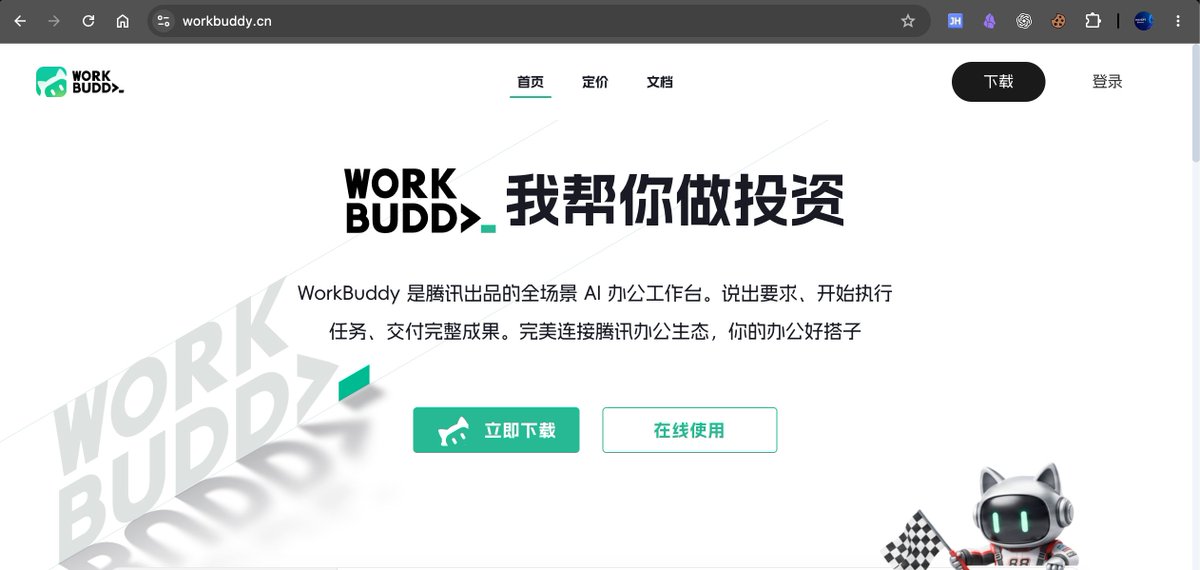 workbuddy.cn
JH
WORK
BUDD>_
首页
定价
文档
下载
登录
WORK
BUDD>_
我帮你做投资
WorkBuddy 是腾讯出品的全场景 AI 办公工作台。说出要求、开始执行
任务、交付完整成果。完美连接腾讯办公生态，你的办公好搭子
WORK
BUDD>
立即下载
在线使用
88